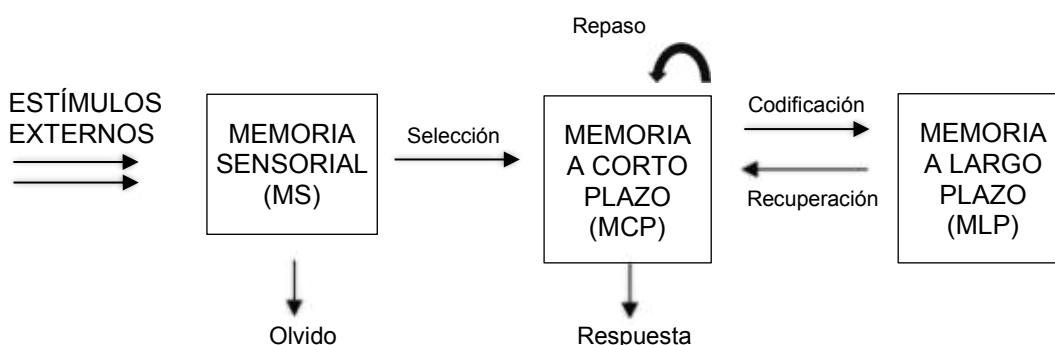 Repaso
ESTÍMULOS
EXTERNOS
MEMORIA
SENSORIAL
(MS)
Selección
MEMORIA
A CORTO
PLAZO
(MCP)
Codificación
Recuperación
MEMORIA
A LARGO
PLAZO
(MLP)
Olvido
Respuesta